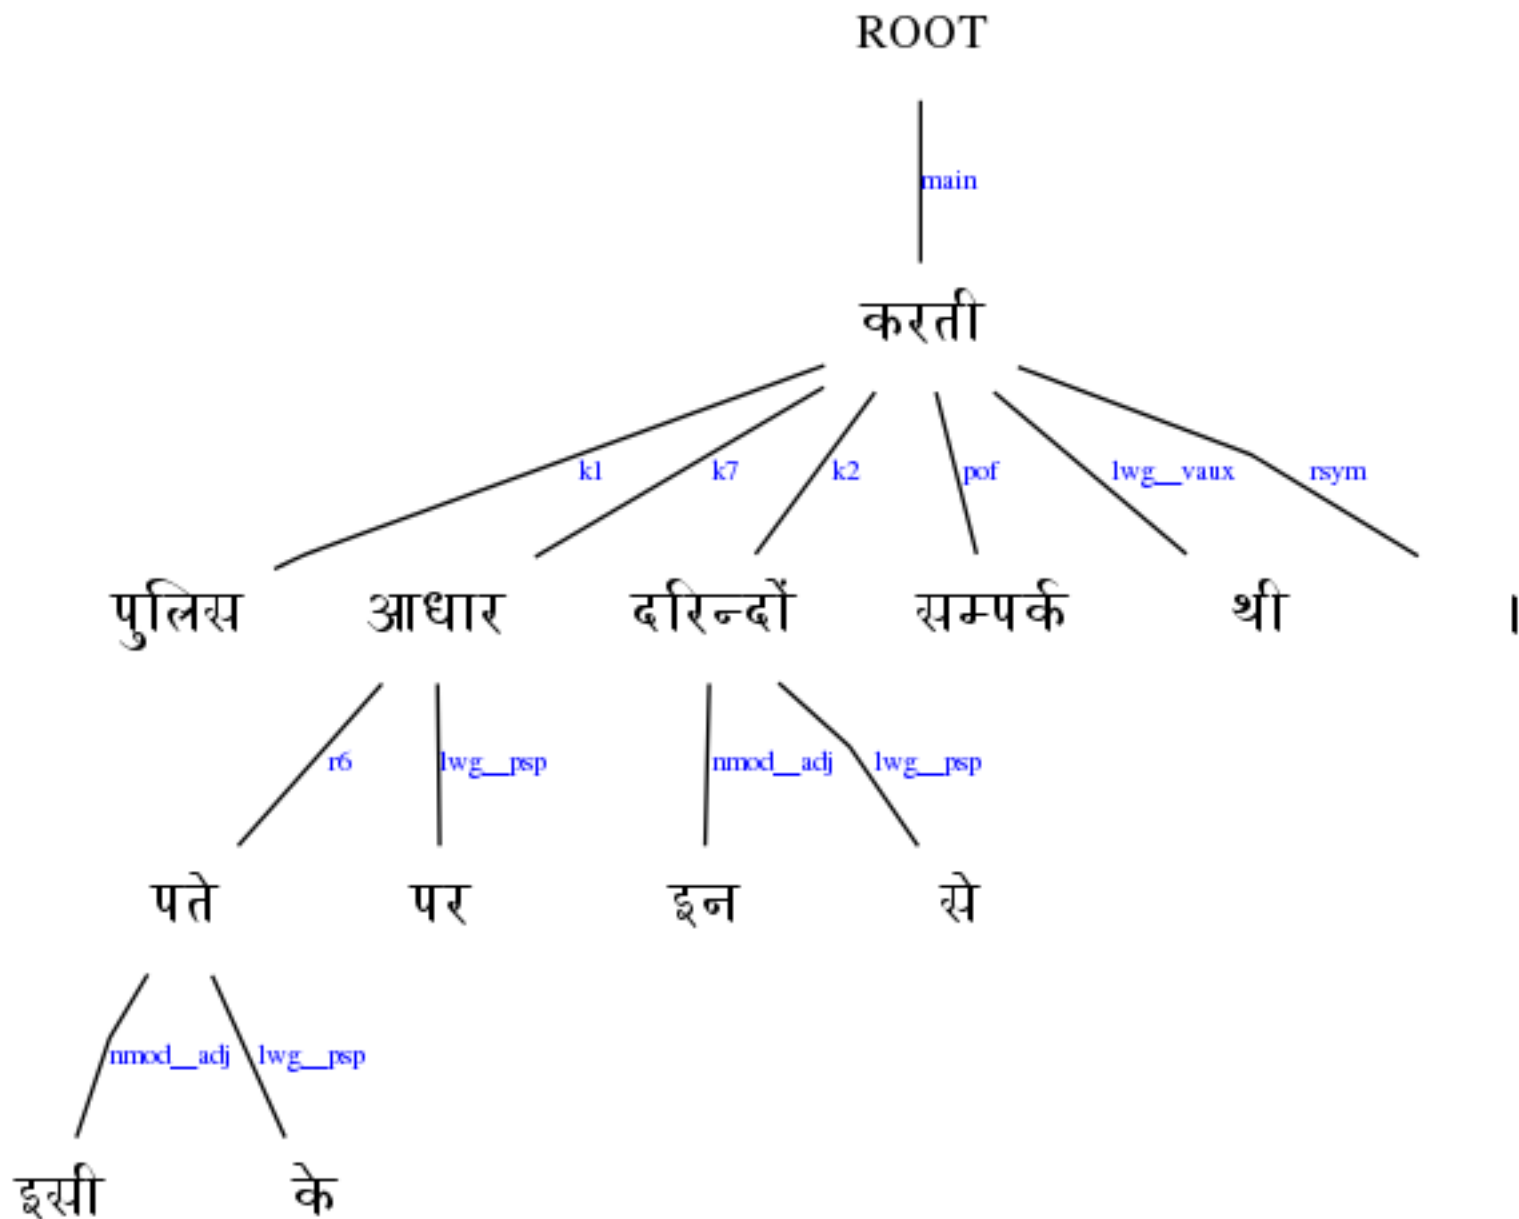 ROOT
main
करती
k1 k7 k2 pof lwg__vaux rsym
पुलिस आधार दरिन्दों सम्पर्क थी ।
r6 lwg__psp nmod__adj lwg__psp
पते पर इन से
nmod__adj lwg__psp
इसी के